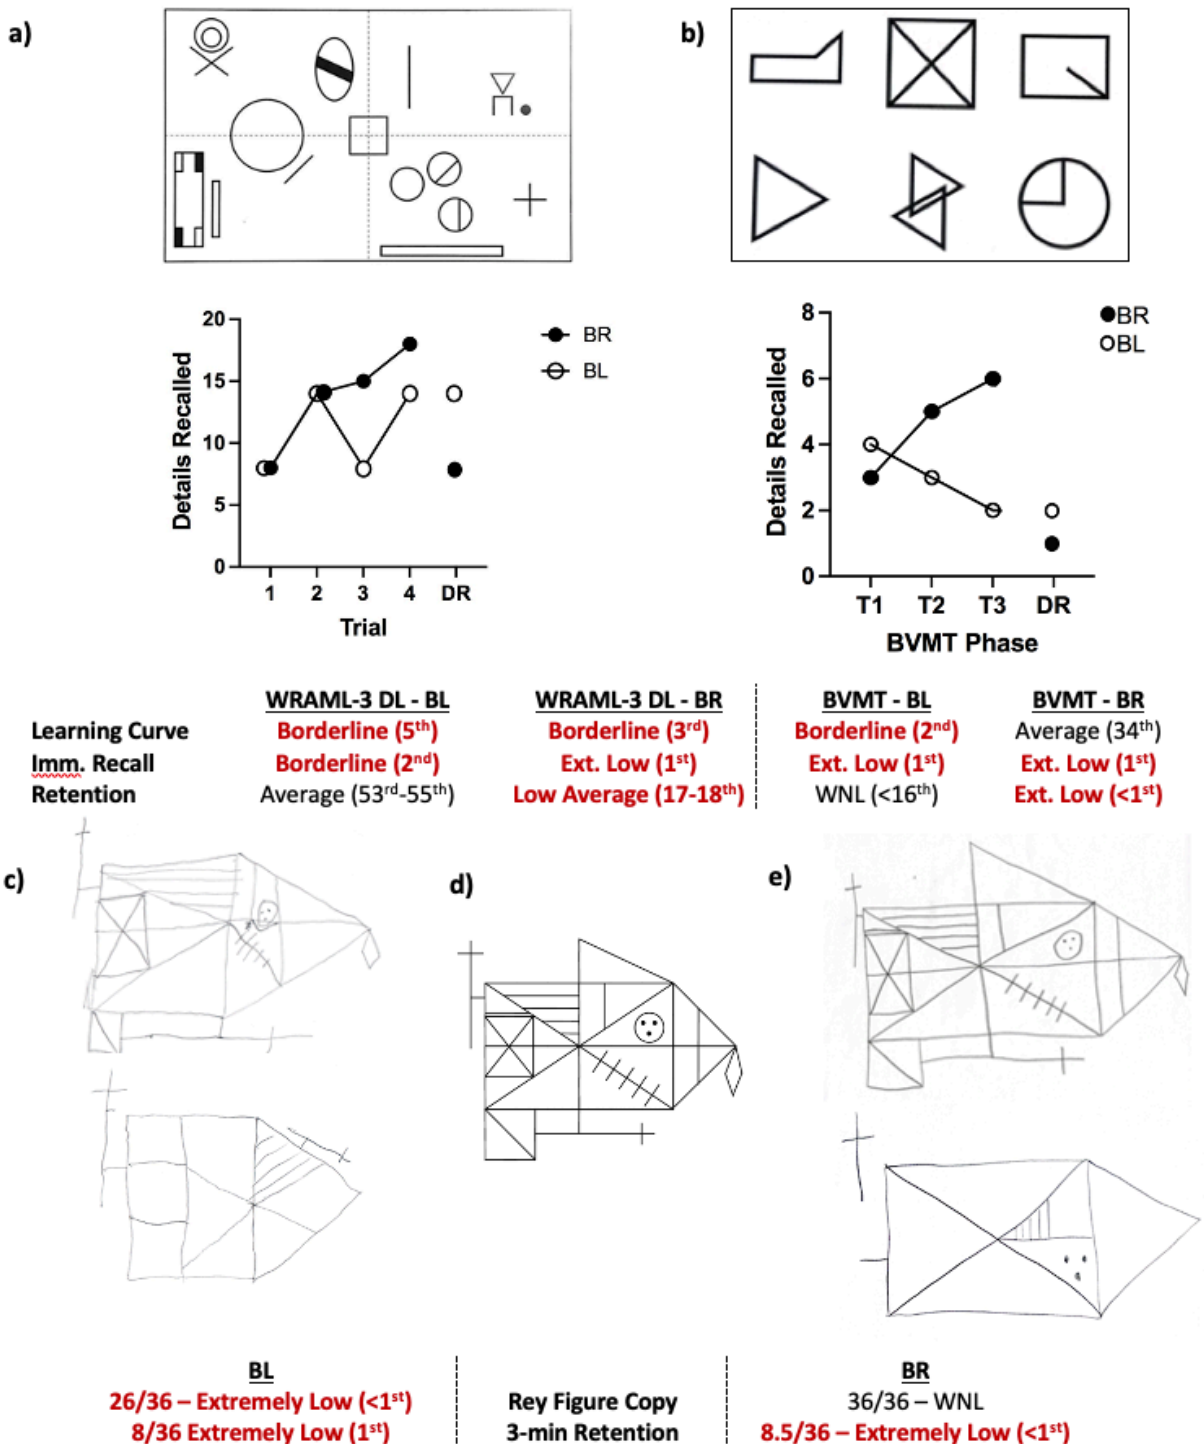 a)
b)
20
15
10
5
0
Details Recalled
1 2 3 4 DR
Trial
BR
BL
8
6
4
2
0
Details Recalled
T1 T2 T3 DR
BVMT Phase
BR
BL
WRAML-3 DL - BL WRAML-3 DL - BR BVMT - BL BVMT - BR
Learning Curve Borderline (5th) Borderline (3rd) Borderline (2nd) Average (34th)
Imm. Recall Borderline (2nd) Ext. Low (1st) Ext. Low (1st) Ext. Low (1st)
Retention Average (53rd-55th) Low Average (17-18th) WNL (<16th) Ext. Low (<1st)
c)
d)
e)
BL BR
26/36 – Extremely Low (<1st) Rey Figure Copy 36/36 – WNL
8/36 Extremely Low (1st) 3-min Retention 8.5/36 – Extremely Low (<1st)